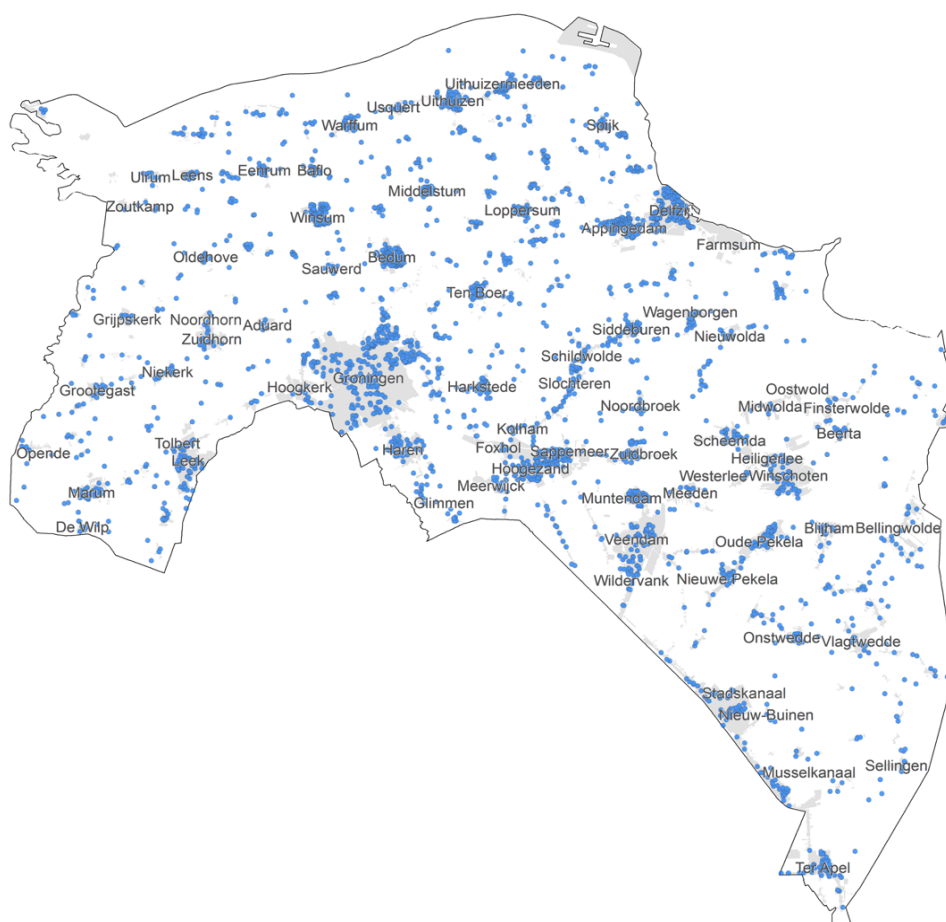 Uithuizermeeden
Usquert
Uithuizen
Warffum
Spijk
Ulrum
Leens
Eenrum
Baflo
Middelstum
Zoutkamp
Winsum
Loppersum
Delfzijl
Appingedam
Farmsum
Oldehove
Sauwerd
Bedum
Ten Boer
Wagenborgen
Grijpskerk
Noordhorn
Aduard
Siddeburen
Zuidhorn
Nieuwolda
Schildwolde
Niekerk
Groningen
Slochteren
Grootegast
Hoogkerk
Harkstede
Oostwold
Noordbroek
Midwolda
Finsterwolde
Kolham
Beerta
Tolbert
Scheemda
Opende
Haren
Foxhol
Sappemeer
Zuidbroek
Heiligerlee
Leek
Hoogezand
Westerlee
Winschoten
Marum
Meerwijck
Muntendam
Meeden
Glimmen
De Wilp
Blijham
Bellingwolde
Veendam
Oude Pekela
Wildervank
Nieuwe Pekela
Onstwedde
Vlagtwedde
Stadskanaal
Nieuw-Buinen
Musselkanaal
Sellingen
Ter Apel